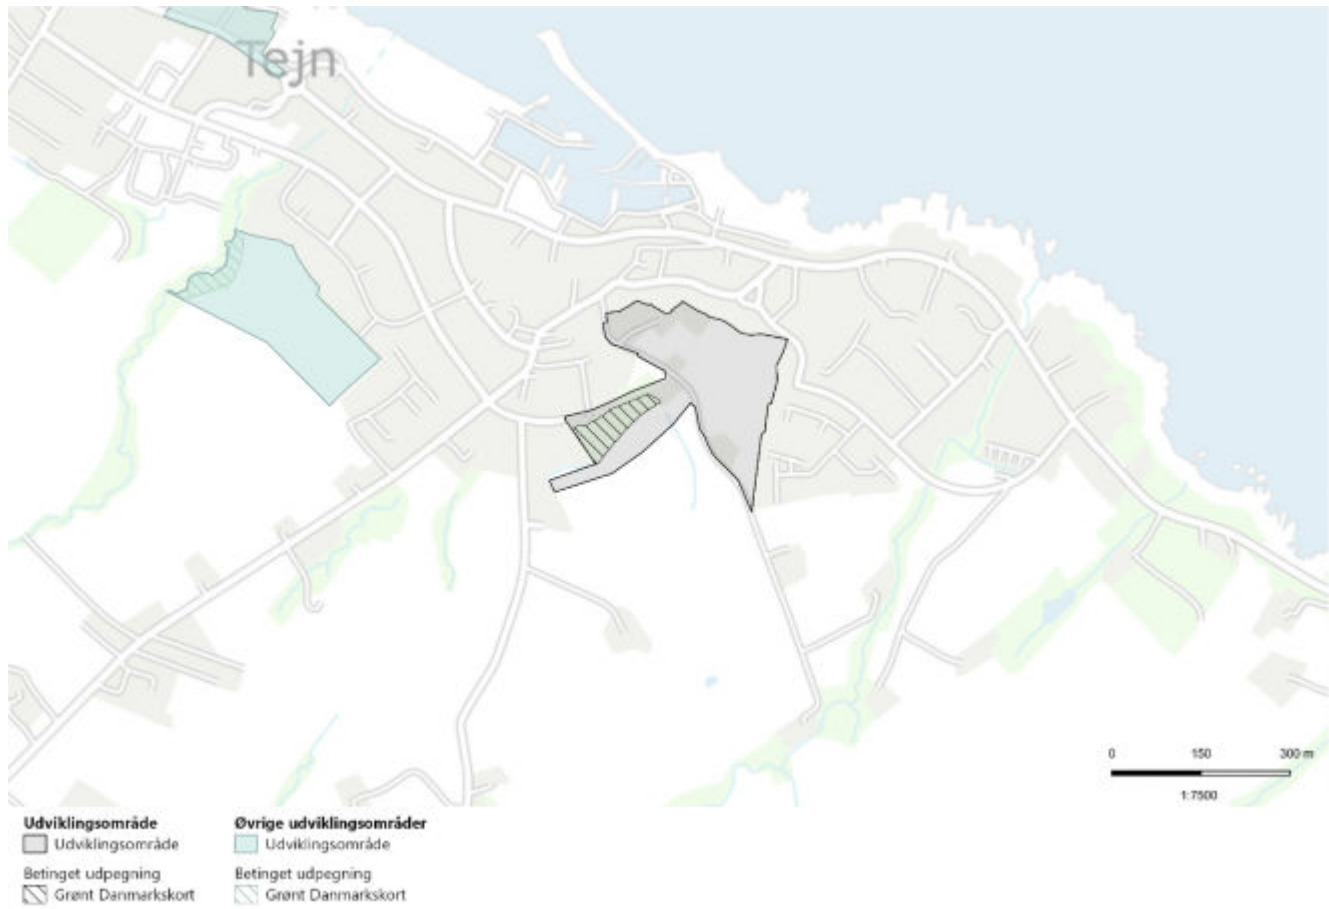 Tejn
0 150 300 m
1:7500
Udviklingsområde
Udviklingsområde
Betinget udpegning
Grønt Danmarkskort
Øvrige udviklingsområder
Udviklingsområde
Betinget udpegning
Grønt Danmarkskort